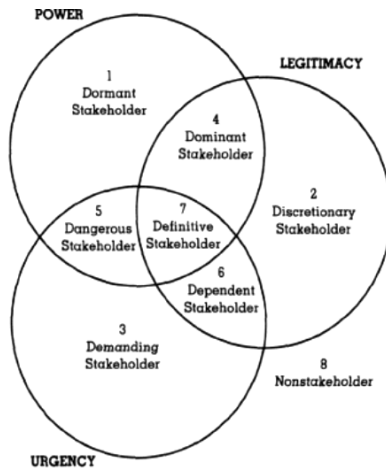 POWER
1
Dormant
Stakeholder
LEGITIMACY
4
Dominant
Stakeholder
5
Dangerous
Stakeholder
7
Definitive
Stakeholder
2
Discretionary
Stakeholder
6
Dependent
Stakeholder
3
Demanding
Stakeholder
8
Nonstakeholder
URGENCY